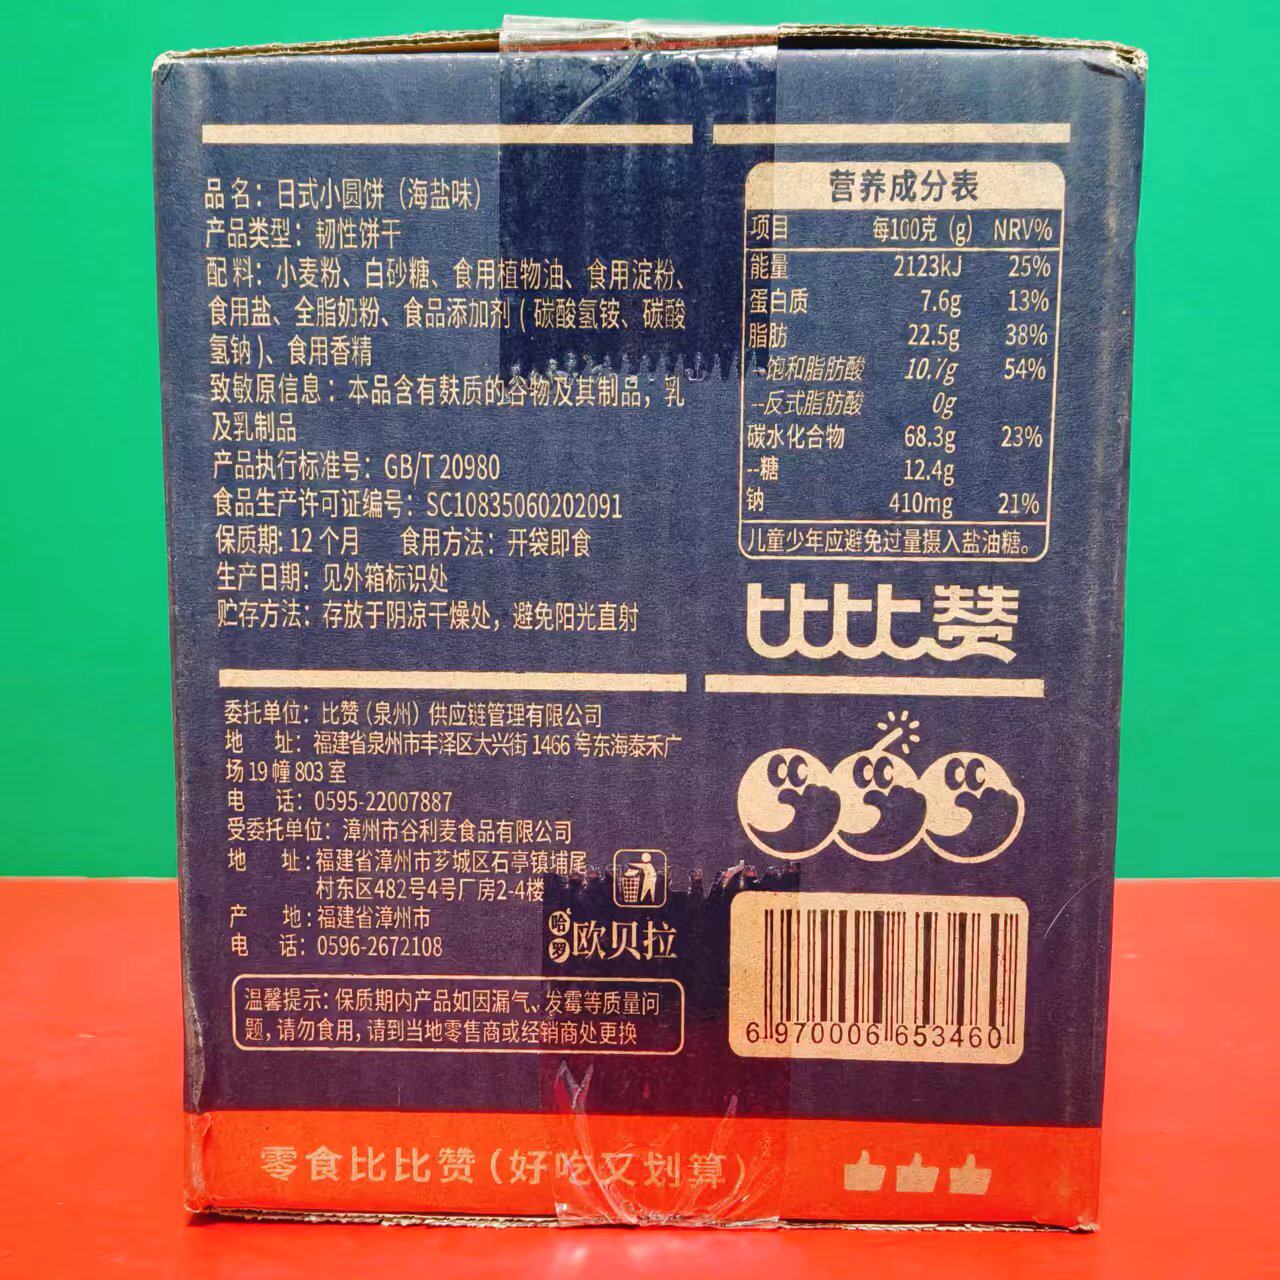 品名：日式小圆饼（海盐味）
产品类型：韧性饼干
配料：小麦粉、白砂糖、食用植物油、食用淀粉、
食用盐、全脂奶粉、食品添加剂（碳酸氢铵、碳酸
氢钠）、食用香精
致敏原信息：本品含有麸质的谷物及其制品；乳
及乳制品
产品执行标准号：GB/T 20980
食品生产许可证编号：SC10835060202091
保质期：12个月 食用方法：开袋即食
生产日期：见外箱标识处
贮存方法：存放于阴凉干燥处，避免阳光直射
营养成分表
项目 每100克（g） NRV%
能量 2123kJ 25%
蛋白质 7.6g 13%
脂肪 22.5g 38%
--饱和脂肪酸 10.7g 54%
--反式脂肪酸 0g
碳水化合物 68.3g 23%
--糖 12.4g
钠 410mg 21%
儿童少年应避免过量摄入盐油糖。
比比赞
委托单位：比赞（泉州）供应链管理有限公司
地 址：福建省泉州市丰泽区大兴街1466号东海泰禾广
场19幢803室
电 话：0595-22007887
受委托单位：漳州市谷利麦食品有限公司
地 址：福建省漳州市芗城区石亭镇埔尾
村东区482号4号厂房2-4楼
产 地：福建省漳州市
电 话：0596-2672108
哈罗欧贝拉
温馨提示：保质期内产品如因漏气、发霉等质量问
题，请勿食用，请到当地零售商或经销商处更换
6 970006 653460
零食比比赞（好吃又划算）